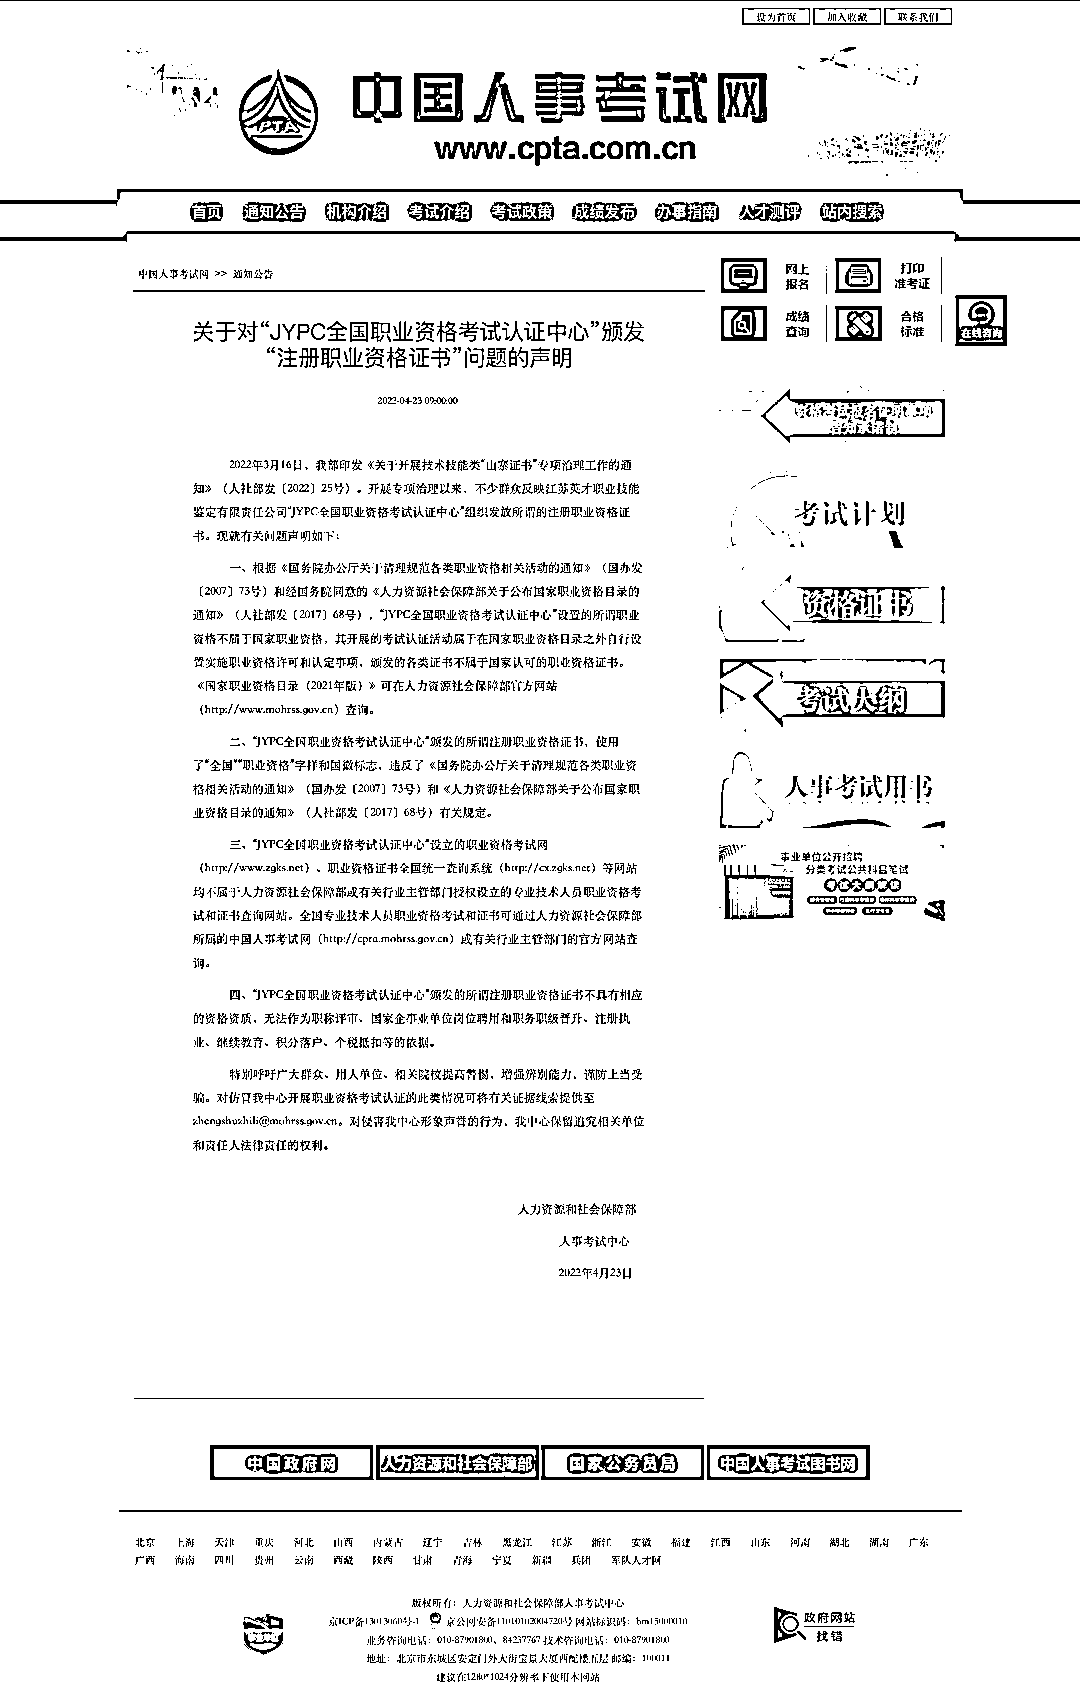 设为首页 加入收藏 联系我们
PTA
中国人事考试网
www.cpta.com.cn
首页 通知公告 机构介绍 考试介绍 考试政策 成绩发布 办事指南 人才测评 站内搜索
中国人事考试网 >> 通知公告
网上报名
打印准考证
成绩查询
合格标准
在线咨询
关于对“JYPC全国职业资格考试认证中心”颁发
“注册职业资格证书”问题的声明
2022-04-23 09:00:00
2022年3月16日，我部印发《关于开展技术技能类“山寨证书”专项治理工作的通
知》（人社部发〔2022〕25号）。开展专项治理以来，不少群众反映江苏英才职业技能
鉴定有限责任公司“JYPC全国职业资格考试认证中心”组织发放所谓的注册职业资格证
书。现就有关问题声明如下：
一、根据《国务院办公厅关于清理规范各类职业资格相关活动的通知》（国办发
〔2007〕73号）和经国务院同意的《人力资源社会保障部关于公布国家职业资格目录的
通知》（人社部发〔2017〕68号），“JYPC全国职业资格考试认证中心”设置的所谓职业
资格不属于国家职业资格，其开展的考试认证活动属于在国家职业资格目录之外自行设
置实施职业资格许可和认定事项，颁发的各类证书不属于国家认可的职业资格证书。
《国家职业资格目录（2021年版）》可在人力资源社会保障部官方网站
（http://www.mohrss.gov.cn）查询。
二、“JYPC全国职业资格考试认证中心”颁发的所谓注册职业资格证书，使用
了“全国”“职业资格”字样和国徽标志，违反了《国务院办公厅关于清理规范各类职业资
格相关活动的通知》（国办发〔2007〕73号）和《人力资源社会保障部关于公布国家职
业资格目录的通知》（人社部发〔2017〕68号）有关规定。
三、“JYPC全国职业资格考试认证中心”设立的职业资格考试网
（http://www.zgks.net）、职业资格证书全国统一查询系统（http://cx.zgks.net）等网站
均不属于人力资源社会保障部或有关行业主管部门授权设立的专业技术人员职业资格考
试和证书查询网站。全国专业技术人员职业资格考试和证书可通过人力资源社会保障部
所属的中国人事考试网（http://cpta.mohrss.gov.cn）或有关行业主管部门的官方网站查
询。
四、“JYPC全国职业资格考试认证中心”颁发的所谓注册职业资格证书不具有相应
的资格资质，无法作为职称评审、国家企事业单位岗位聘用和职务职级晋升、注册执
业、继续教育、积分落户、个税抵扣等的依据。
特别呼吁广大群众、用人单位、相关院校提高警惕，增强辨别能力，谨防上当受
骗。对仿冒我中心开展职业资格考试认证的此类情况可将有关证据线索提供至
zhengshuzhili@mohrss.gov.cn。对侵害我中心形象声誉的行为，我中心保留追究相关单位
和责任人法律责任的权利。
人力资源和社会保障部
人事考试中心
2022年4月23日
考试计划
资格证书
考试大纲
人事考试用书
事业单位公开招聘
分类考试公共科目笔试
中国政府网 人力资源和社会保障部 国家公务员局 中国人事考试图书网
北京 上海 天津 重庆 河北 山西 内蒙古 辽宁 吉林 黑龙江 江苏 浙江 安徽 福建 江西 山东 河南 湖北 湖南 广东
广西 海南 四川 贵州 云南 西藏 陕西 甘肃 青海 宁夏 新疆 兵团 军队人才网
版权所有：人力资源和社会保障部人事考试中心
京ICP备13013060号-1 京公网安备11010102004720号 网站标识码：bm15000010
业务咨询电话：010-87901800、84237767 技术咨询电话：010-87901800
地址：北京市东城区安定门外大街宝景大厦西配楼五层 邮编：100011
建议在1280*1024分辨率下使用本网站
政府网站
找错